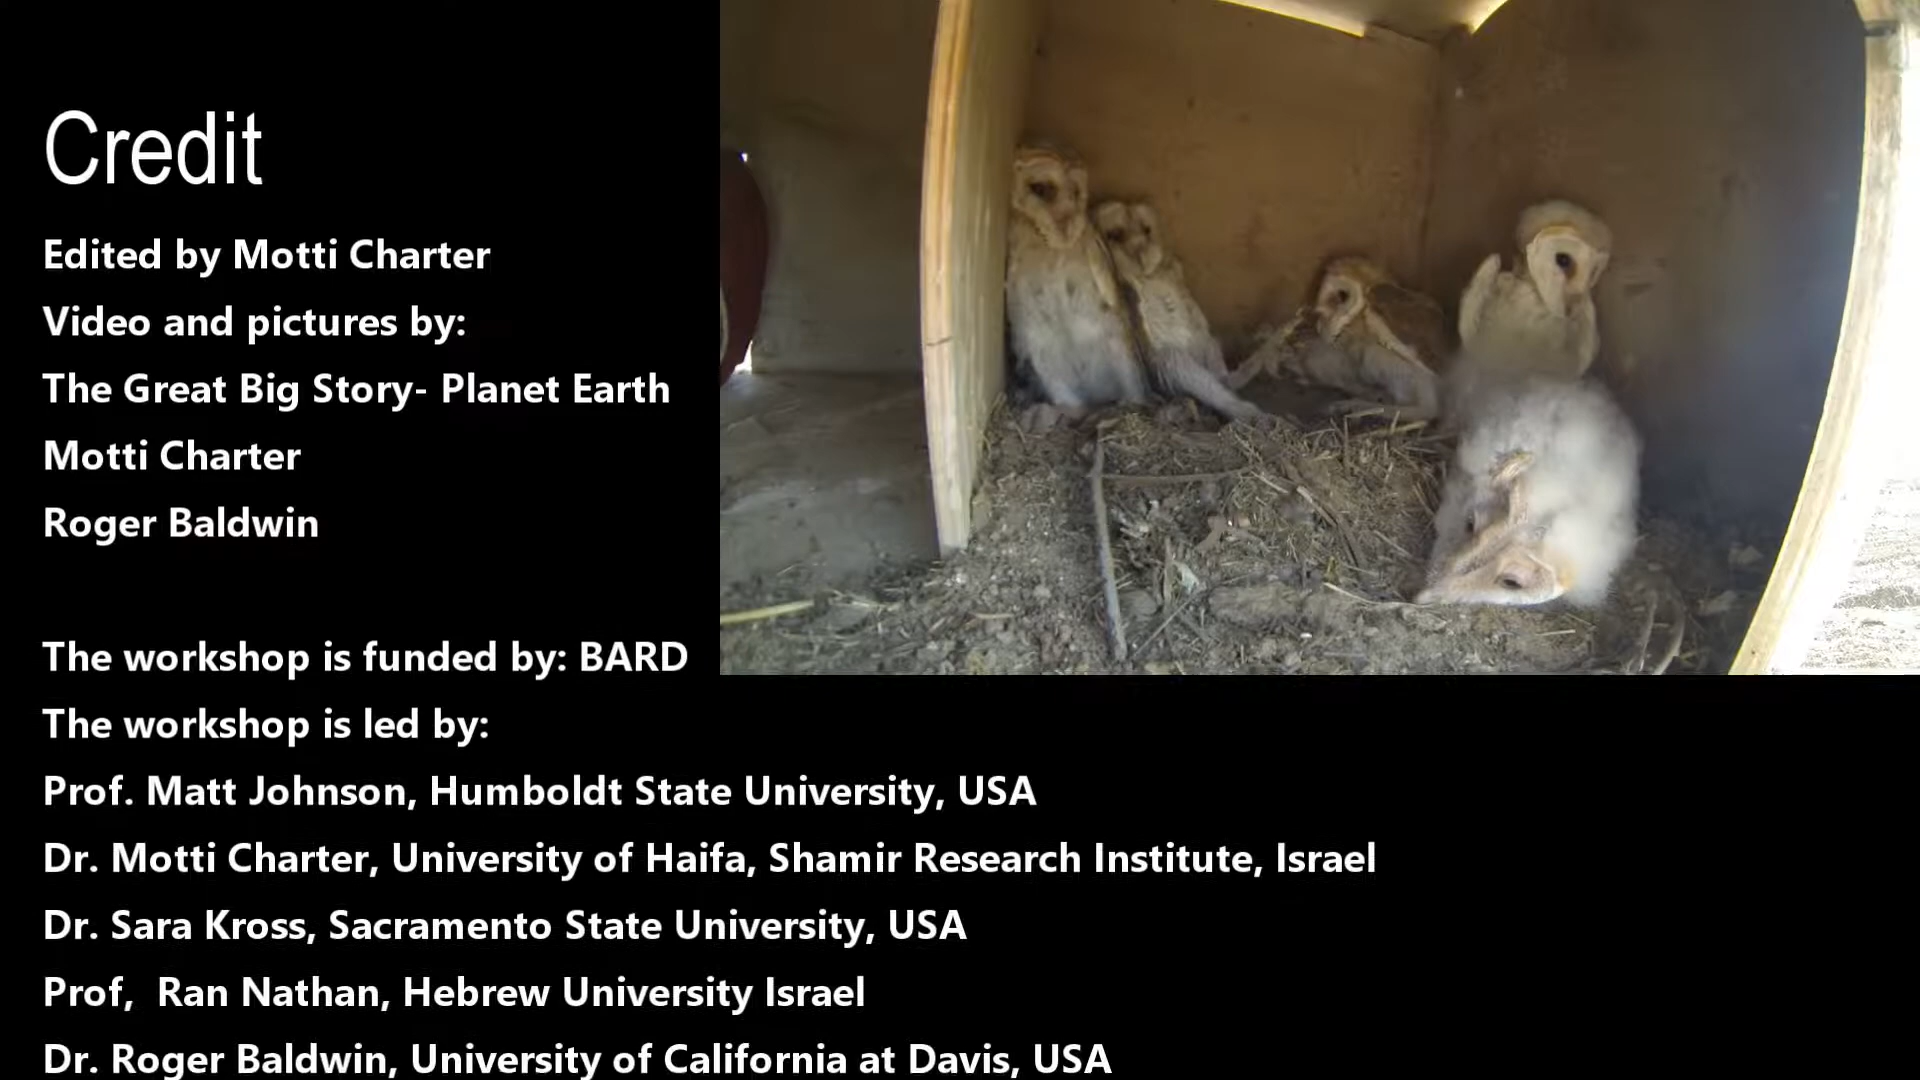 Credit
Edited by Motti Charter
Video and pictures by:
The Great Big Story- Planet Earth
Motti Charter
Roger Baldwin
The workshop is funded by: BARD
The workshop is led by:
Prof. Matt Johnson, Humboldt State University, USA
Dr. Motti Charter, University of Haifa, Shamir Research Institute, Israel
Dr. Sara Kross, Sacramento State University, USA
Prof,  Ran Nathan, Hebrew University Israel
Dr. Roger Baldwin, University of California at Davis, USA